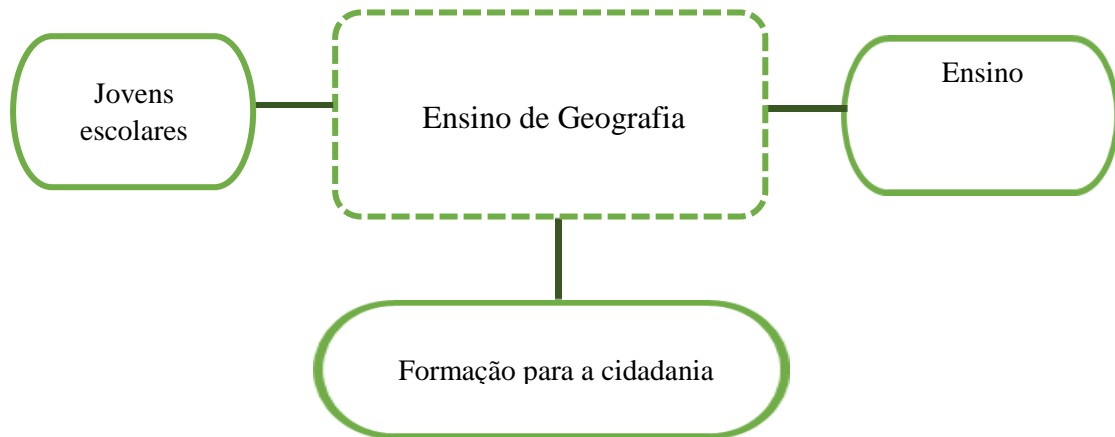 Jovens
escolares
Ensino de Geografia
Ensino
Formação para a cidadania